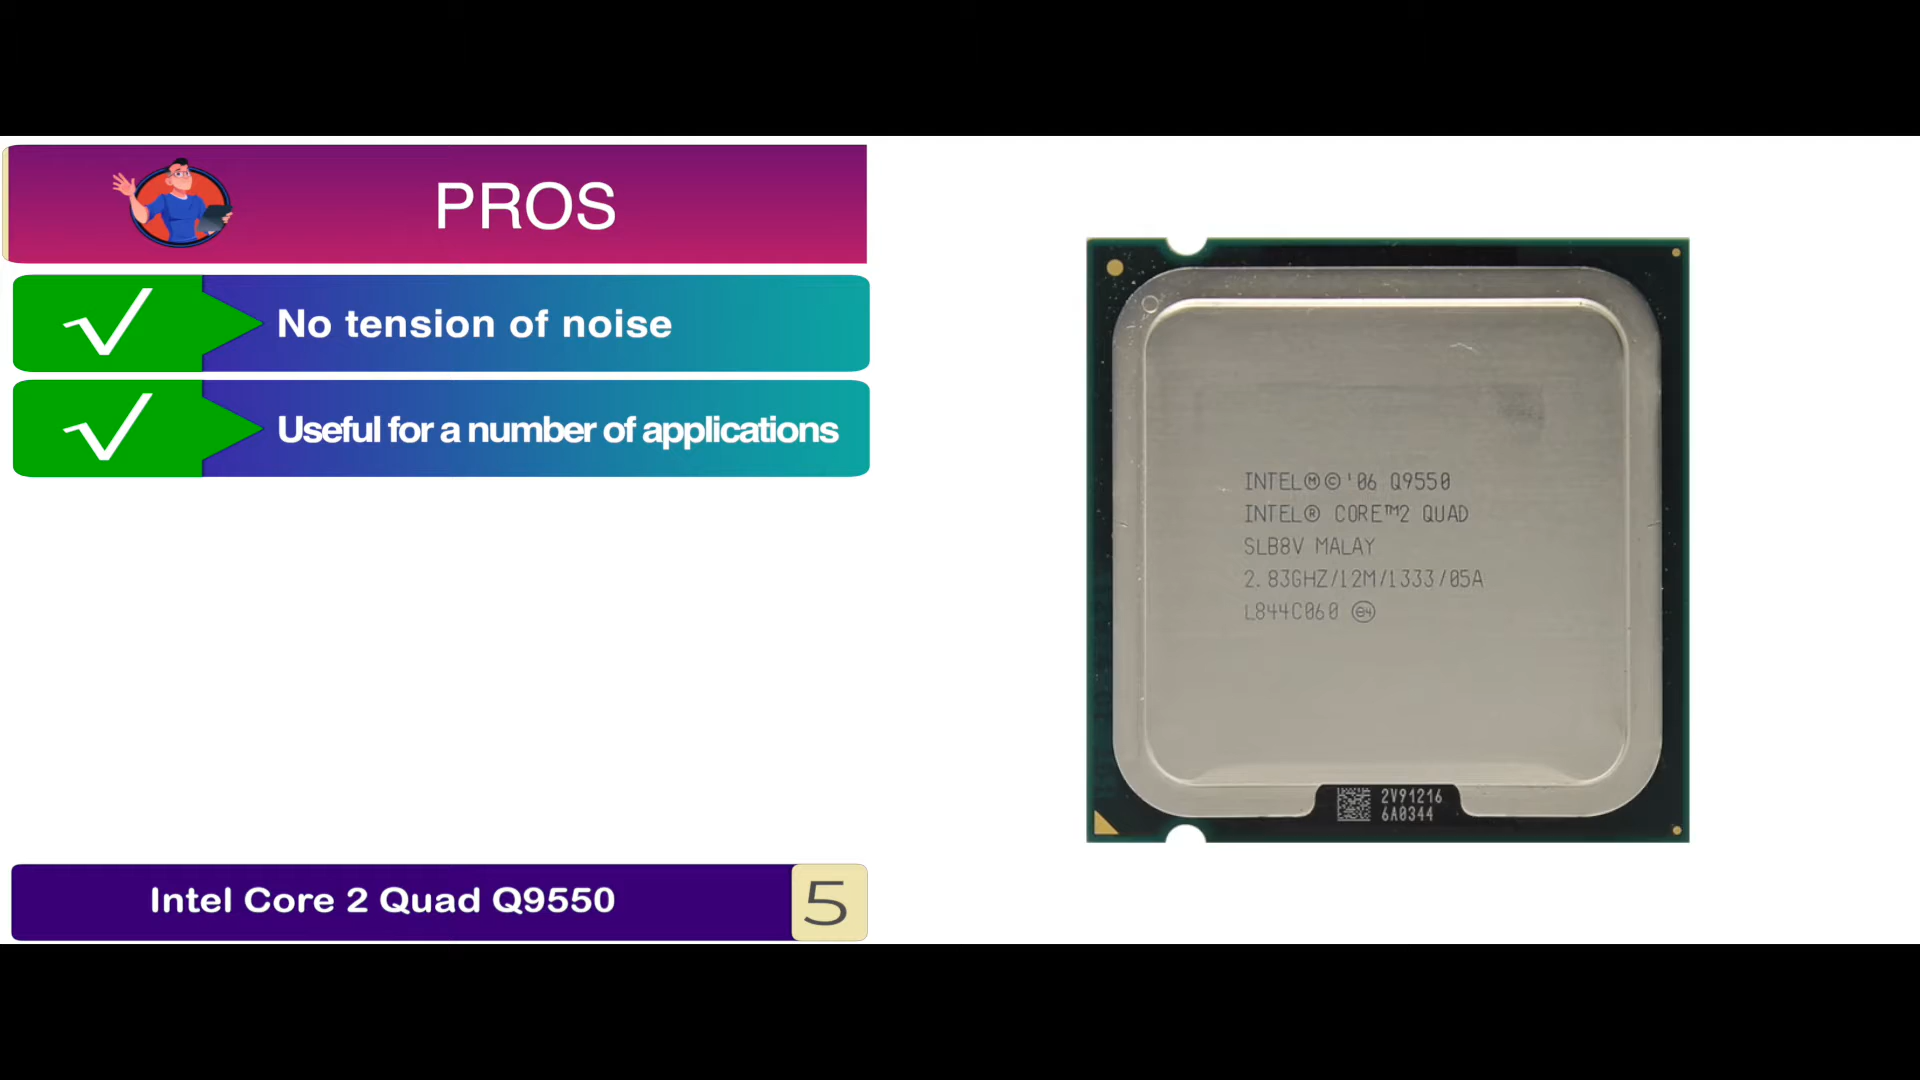 PROS
No tension of noise
Useful for a number of applications
Intel Core 2 Quad Q9550
5
INTEL Ⓜ © '06 Q9550
INTEL® CORE™2 QUAD
SLB8V MALAY
2.83GHZ/12M/1333/05A
L844C060 e4
2V91216
6A0344